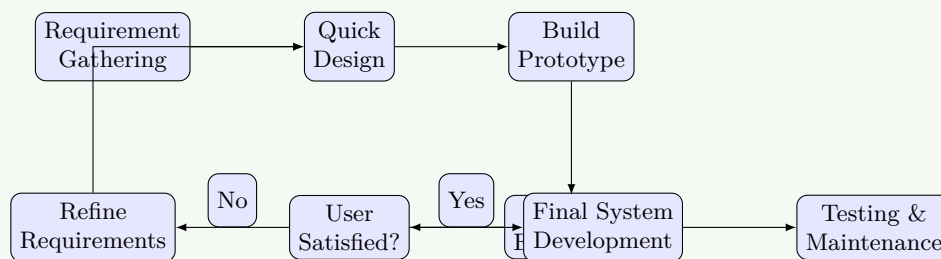 Requirement
Gathering
Quick
Design
Build
Prototype
Refine
Requirements
No
User
Satisfied?
Yes
Final System
Development
Testing &
Maintenance